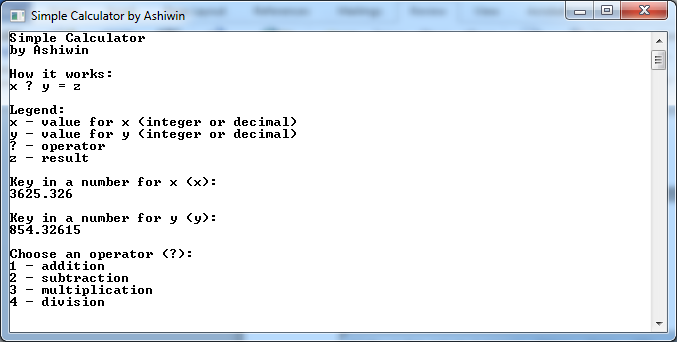 Simple Calculator by Ashiwin
Simple Calculator
by Ashiwin
How it works:
x ? y = z
Legend:
x - value for x (integer or decimal)
y - value for y (integer or decimal)
? - operator
z - result
Key in a number for x (x):
3625.326
Key in a number for y (y):
854.32615
Choose an operator (?):
1 - addition
2 - subtraction
3 - multiplication
4 - division